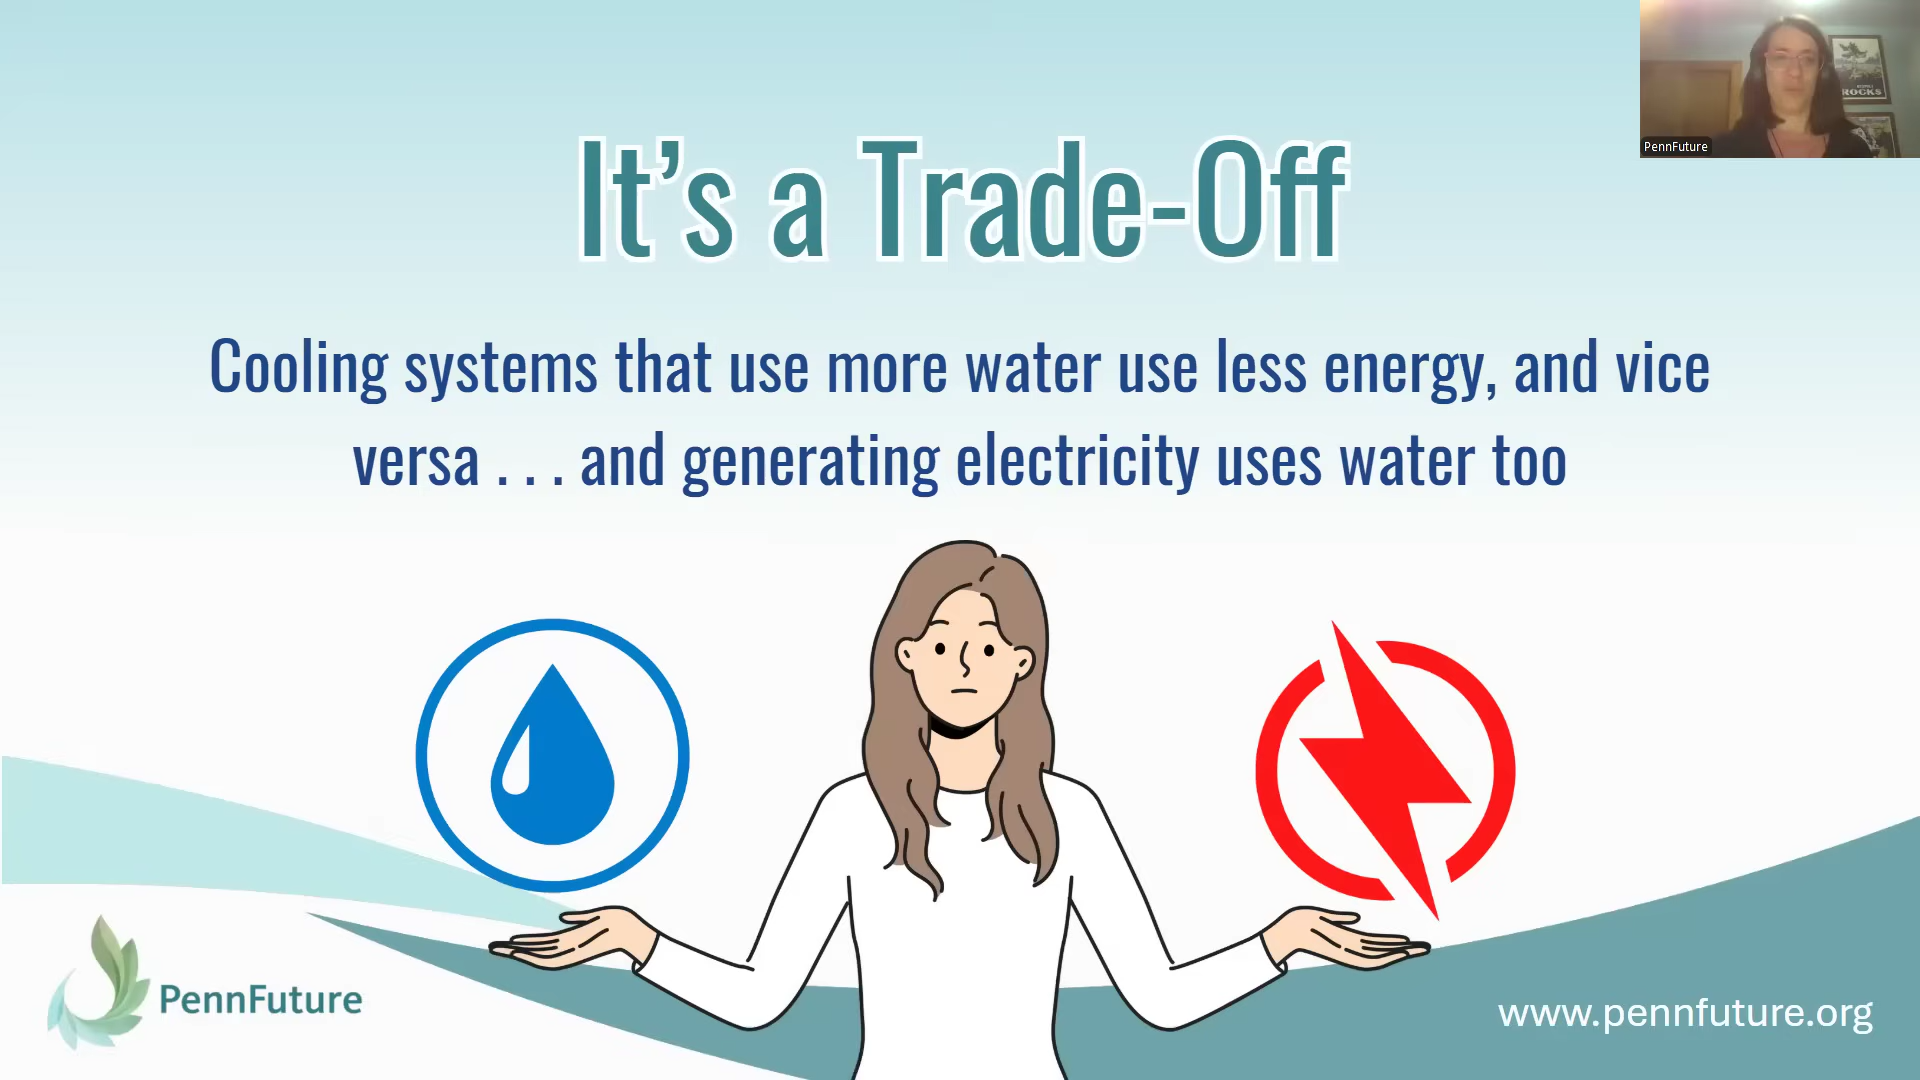 It's a Trade-Off
Cooling systems that use more water use less energy, and vice
versa . . . and generating electricity uses water too
PennFuture
ROCKS
PennFuture
www.pennfuture.org